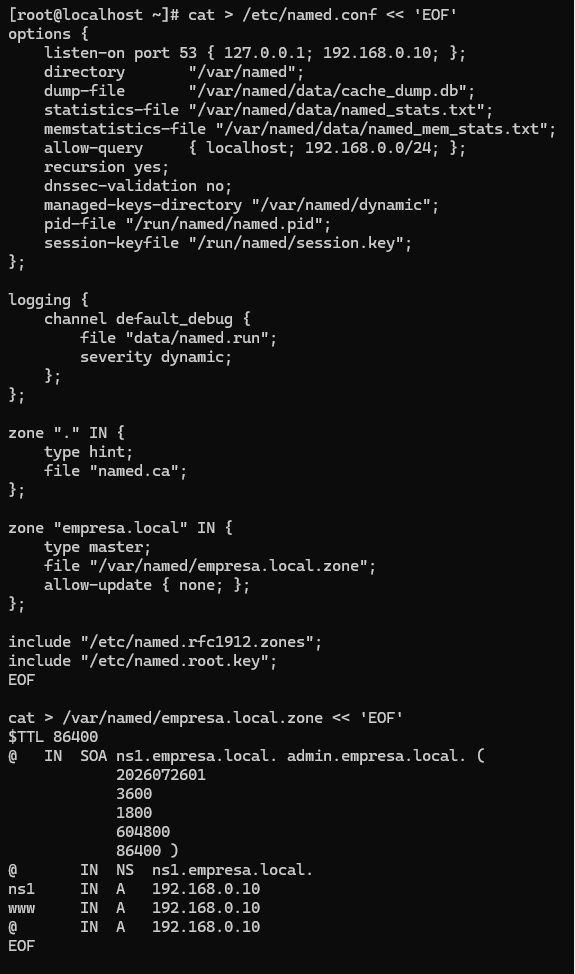 [root@localhost ~]# cat > /etc/named.conf << 'EOF'
options {
    listen-on port 53 { 127.0.0.1; 192.168.0.10; };
    directory       "/var/named";
    dump-file       "/var/named/data/cache_dump.db";
    statistics-file "/var/named/data/named_stats.txt";
    memstatistics-file "/var/named/data/named_mem_stats.txt";
    allow-query     { localhost; 192.168.0.0/24; };
    recursion yes;
    dnssec-validation no;
    managed-keys-directory "/var/named/dynamic";
    pid-file "/run/named/named.pid";
    session-keyfile "/run/named/session.key";
};

logging {
    channel default_debug {
        file "data/named.run";
        severity dynamic;
    };
};

zone "." IN {
    type hint;
    file "named.ca";
};

zone "empresa.local" IN {
    type master;
    file "/var/named/empresa.local.zone";
    allow-update { none; };
};

include "/etc/named.rfc1912.zones";
include "/etc/named.root.key";
EOF

cat > /var/named/empresa.local.zone << 'EOF'
$TTL 86400
@   IN  SOA ns1.empresa.local. admin.empresa.local. (
            2026072601
            3600
            1800
            604800
            86400 )
@       IN  NS  ns1.empresa.local.
ns1     IN  A   192.168.0.10
www     IN  A   192.168.0.10
@       IN  A   192.168.0.10
EOF